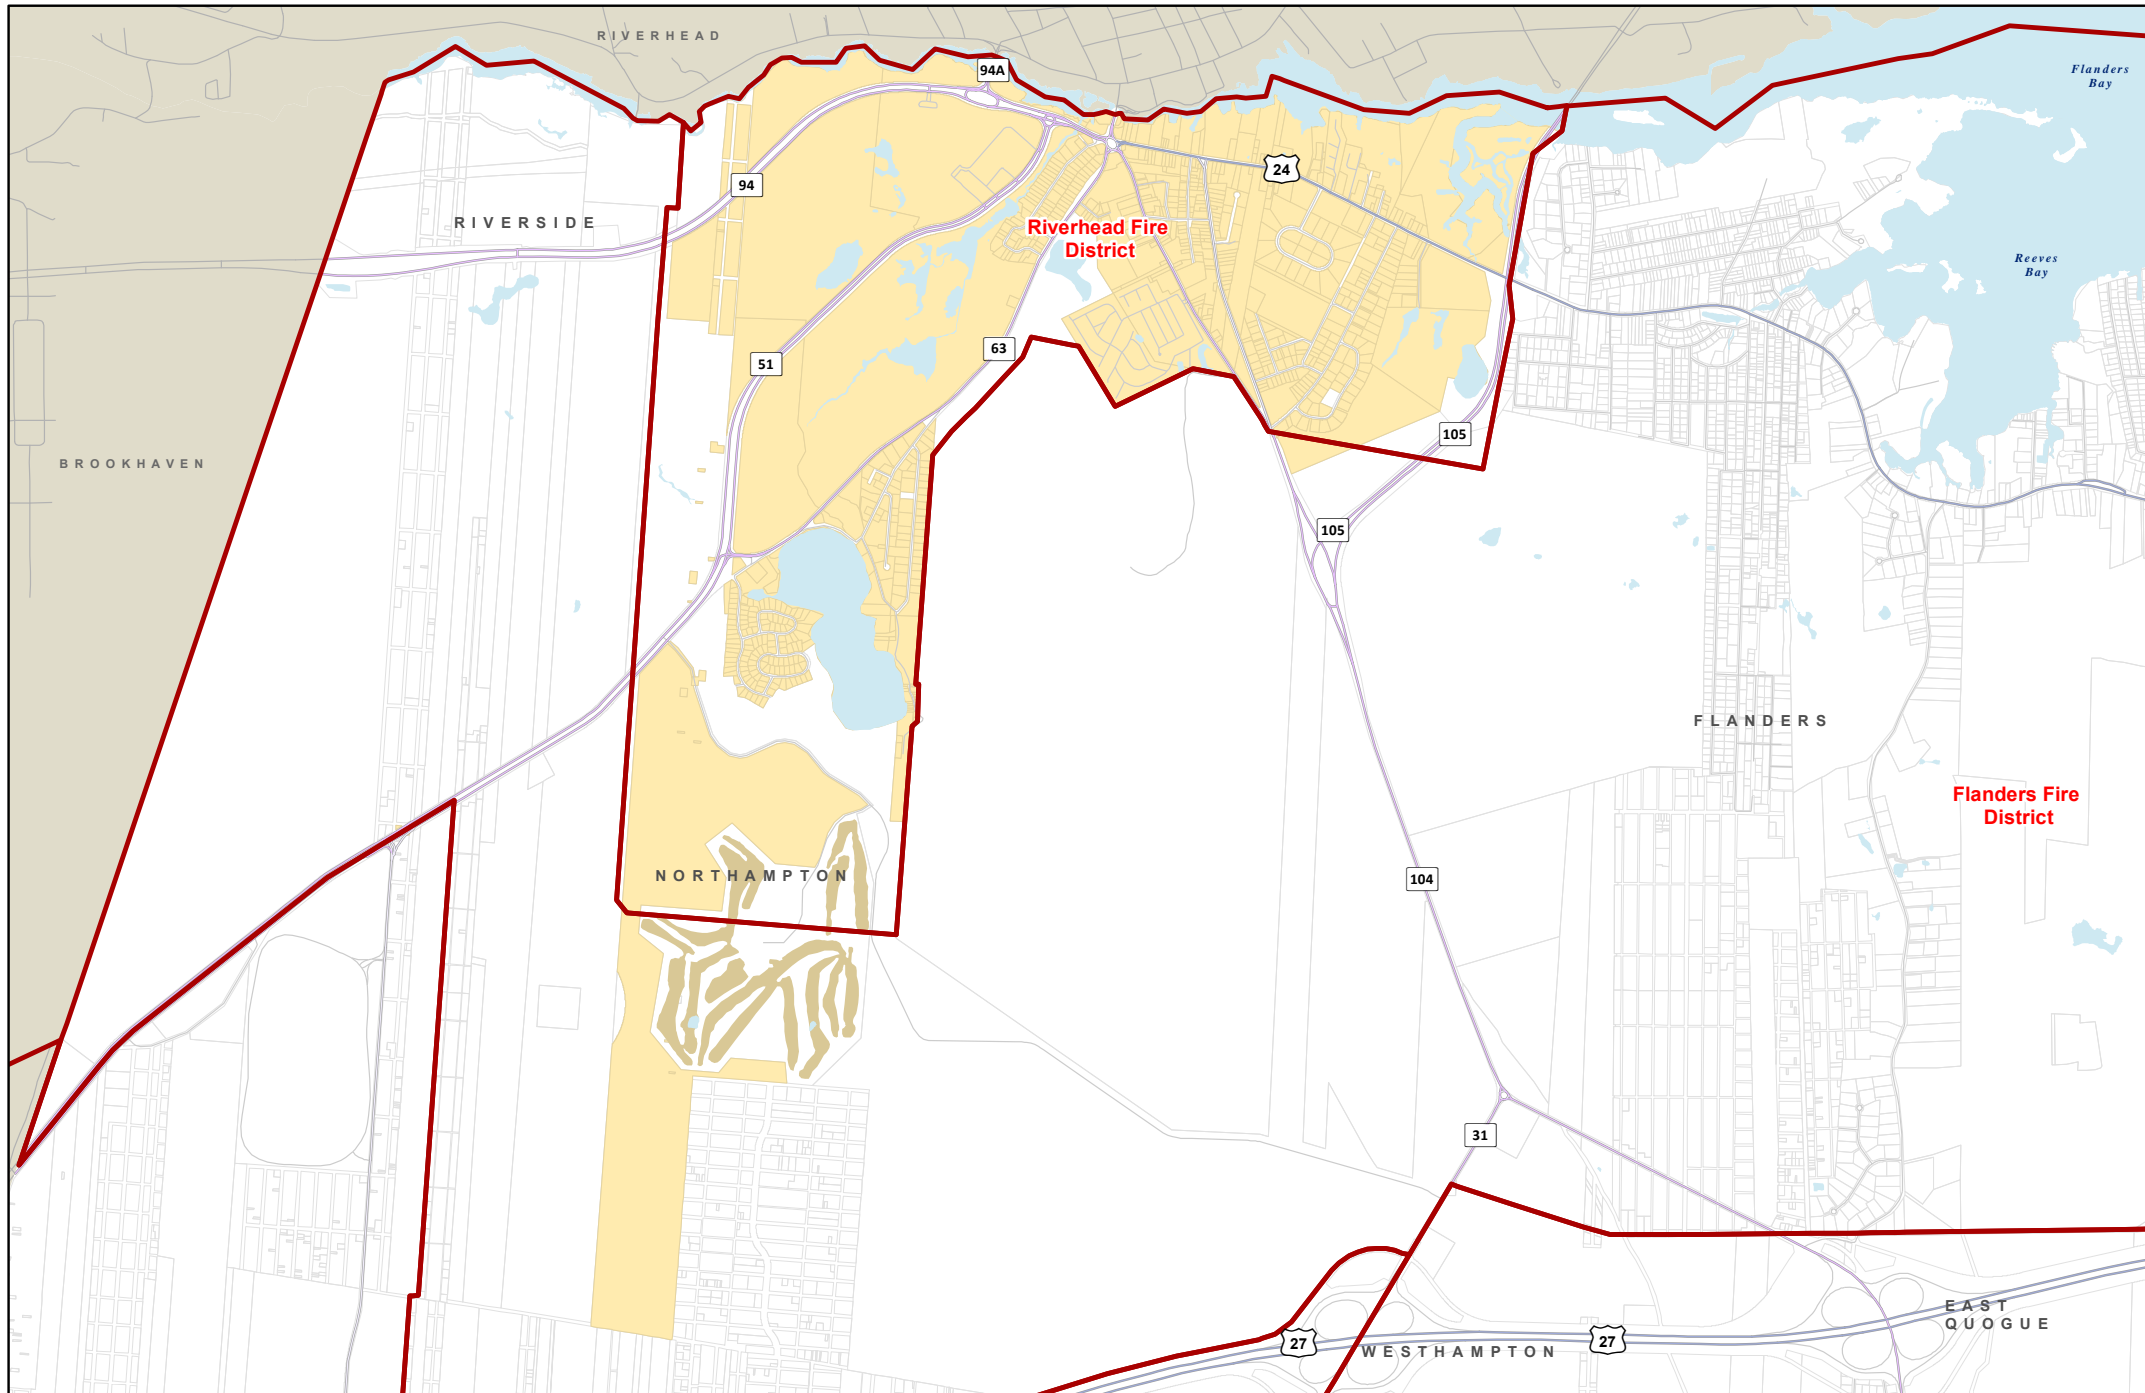 RIVERHEAD
Flanders
Bay
94A
24
94
RIVERSIDE
Riverhead Fire
District
Reeves
Bay
63
51
105
BROOKHAVEN
105
FLANDERS
Flanders Fire
District
NORTHAMPTON
104
31
EAST
QUOGUE
27
27
WESTHAMPTON